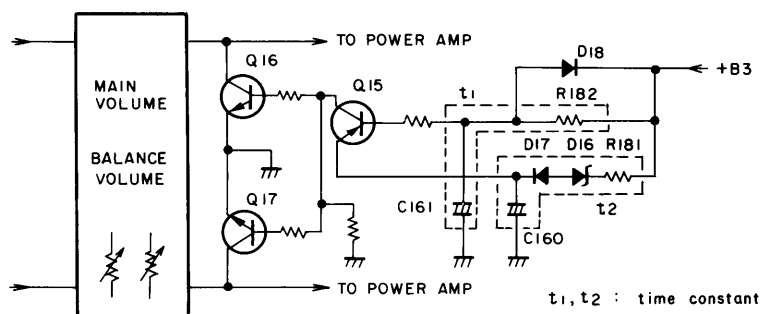 TO POWER AMP
Q16
D18
+B3
MAIN
VOLUME
Q15
t1
R182
BALANCE
VOLUME
D17
D16
R181
Q17
C161
C160
t2
TO POWER AMP
t1, t2 : time constant